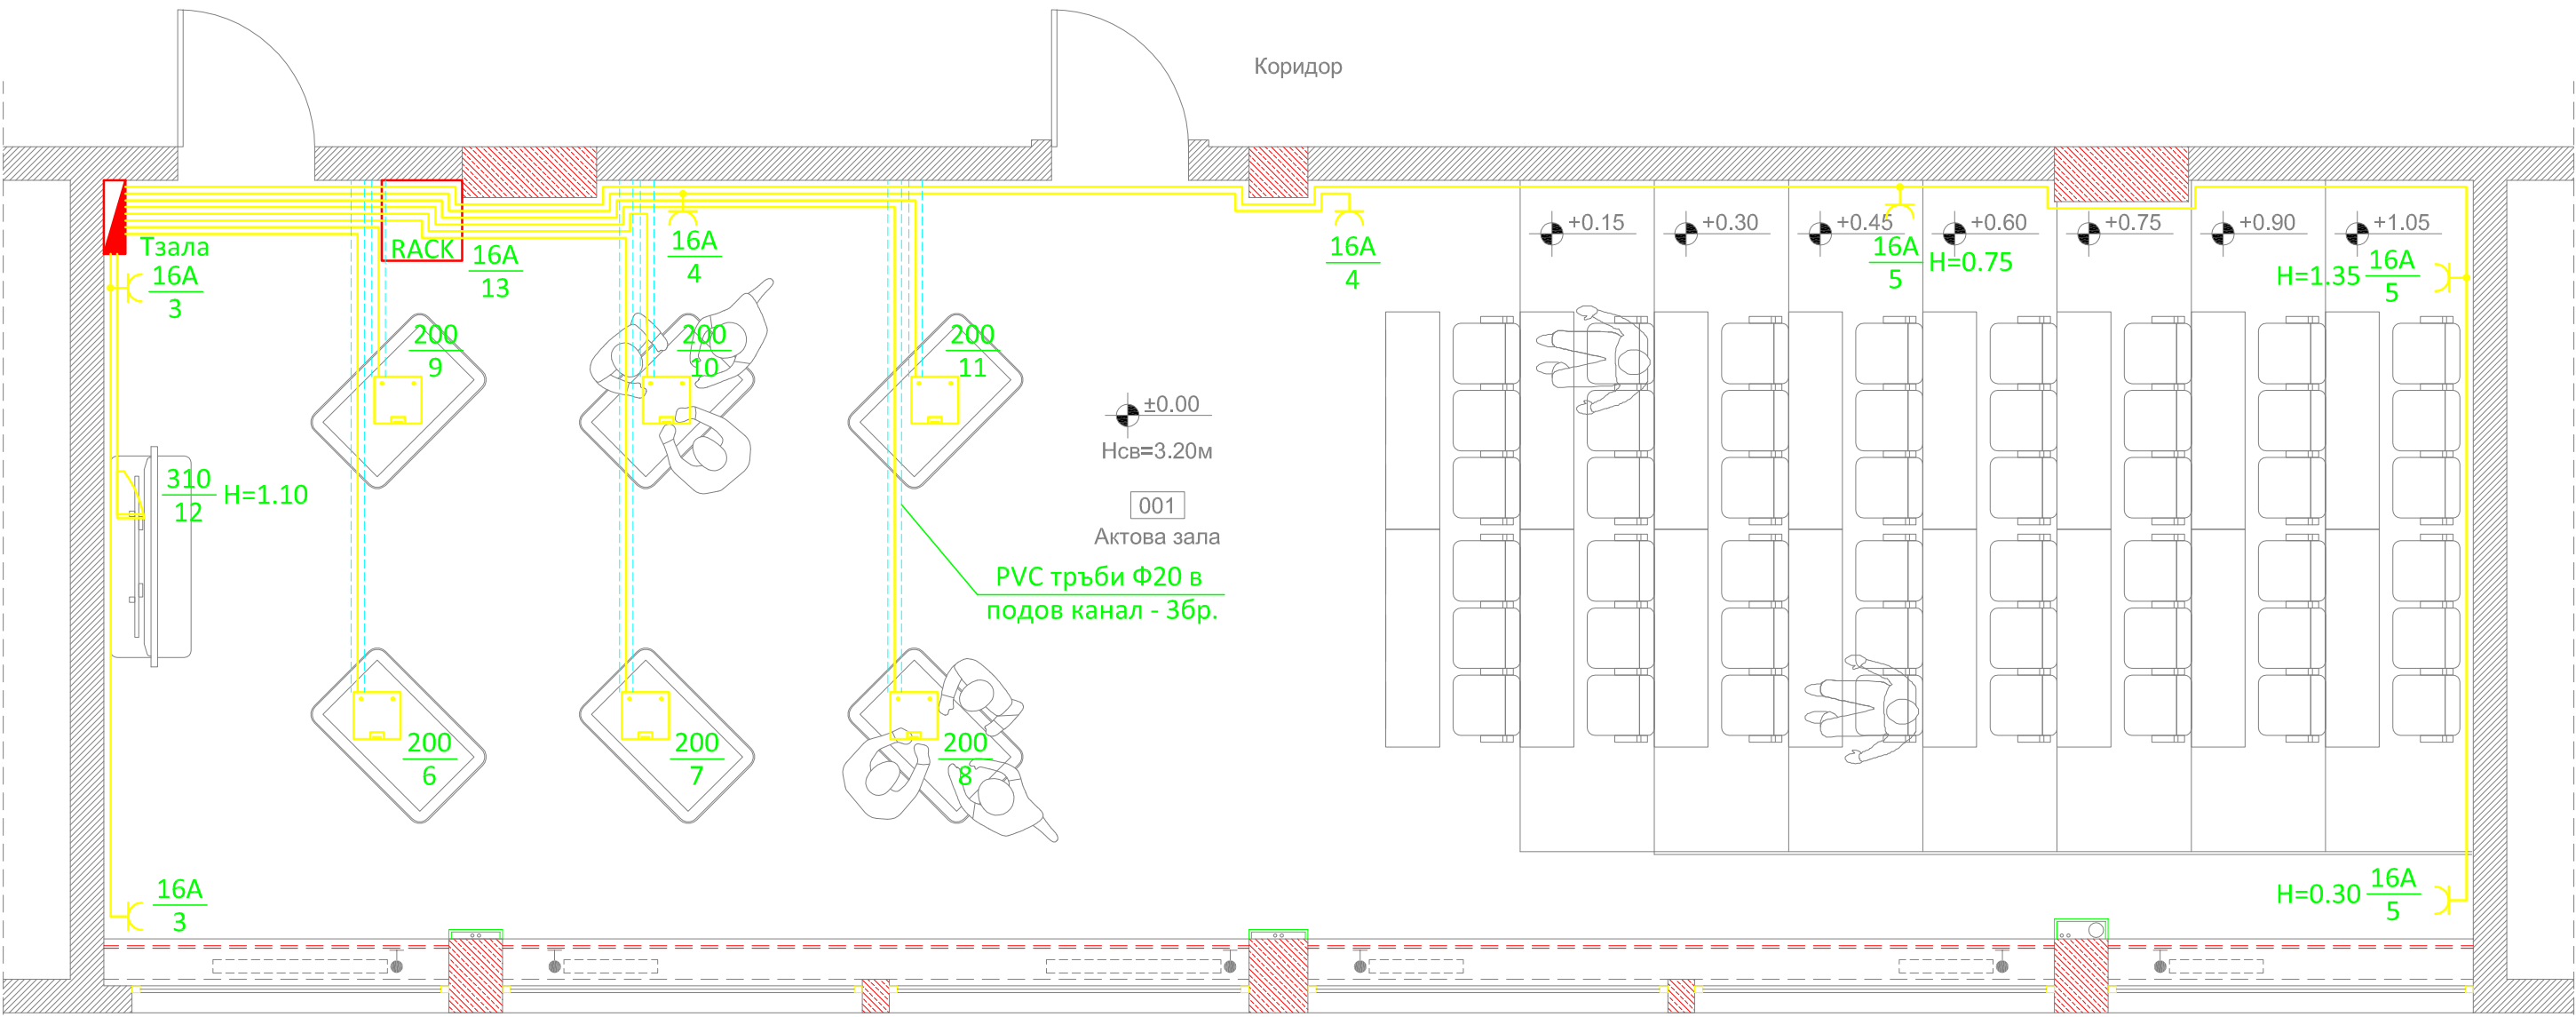 Коридор
+0.15
+0.30
+0.45
+0.60
+0.75
+0.90
+1.05
Тзала
RACK
16A
13
16A
4
16A
4
16A
5
H=0.75
H=1.35
16A
5
16A
3
200
9
200
10
200
11
±0.00
Hсв=3.20м
310
12
H=1.10
001
Актова зала
PVC тръби Ф20 в
подов канал - 3бр.
200
6
200
7
200
8
16A
3
H=0.30
16A
5